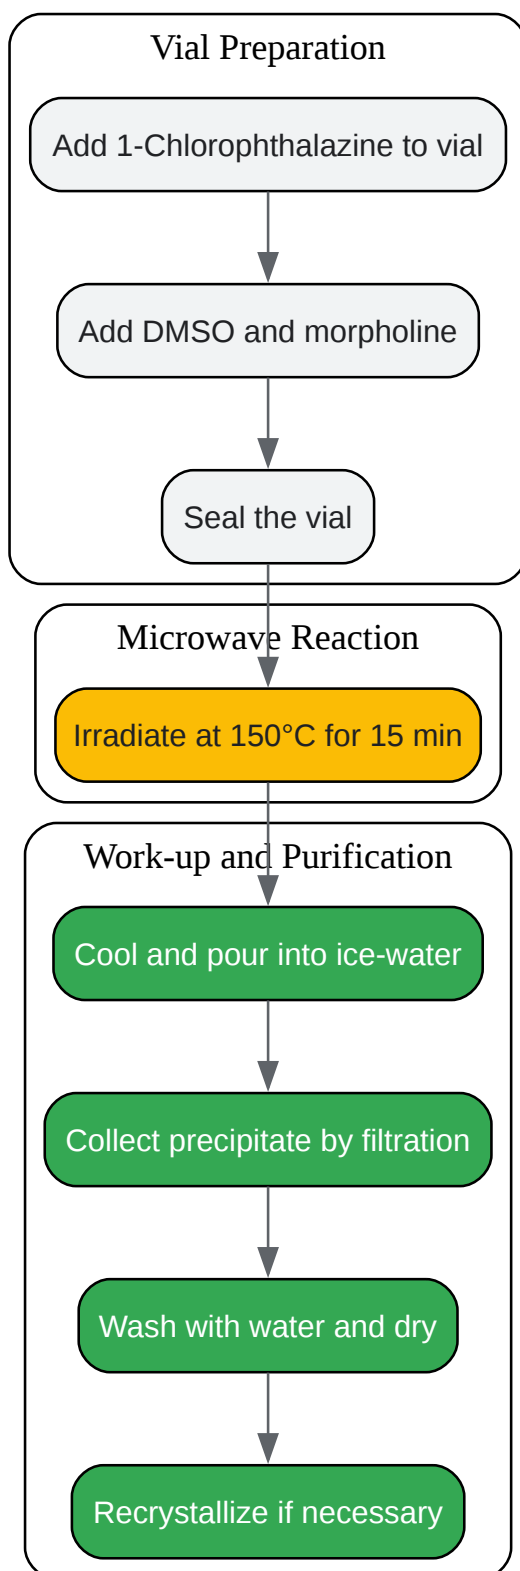 Vial Preparation
Add 1-Chlorophthalazine to vial
Add DMSO and morpholine
Seal the vial
Microwave Reaction
Irradiate at 150°C for 15 min
Work-up and Purification
Cool and pour into ice-water
Collect precipitate by filtration
Wash with water and dry
Recrystallize if necessary